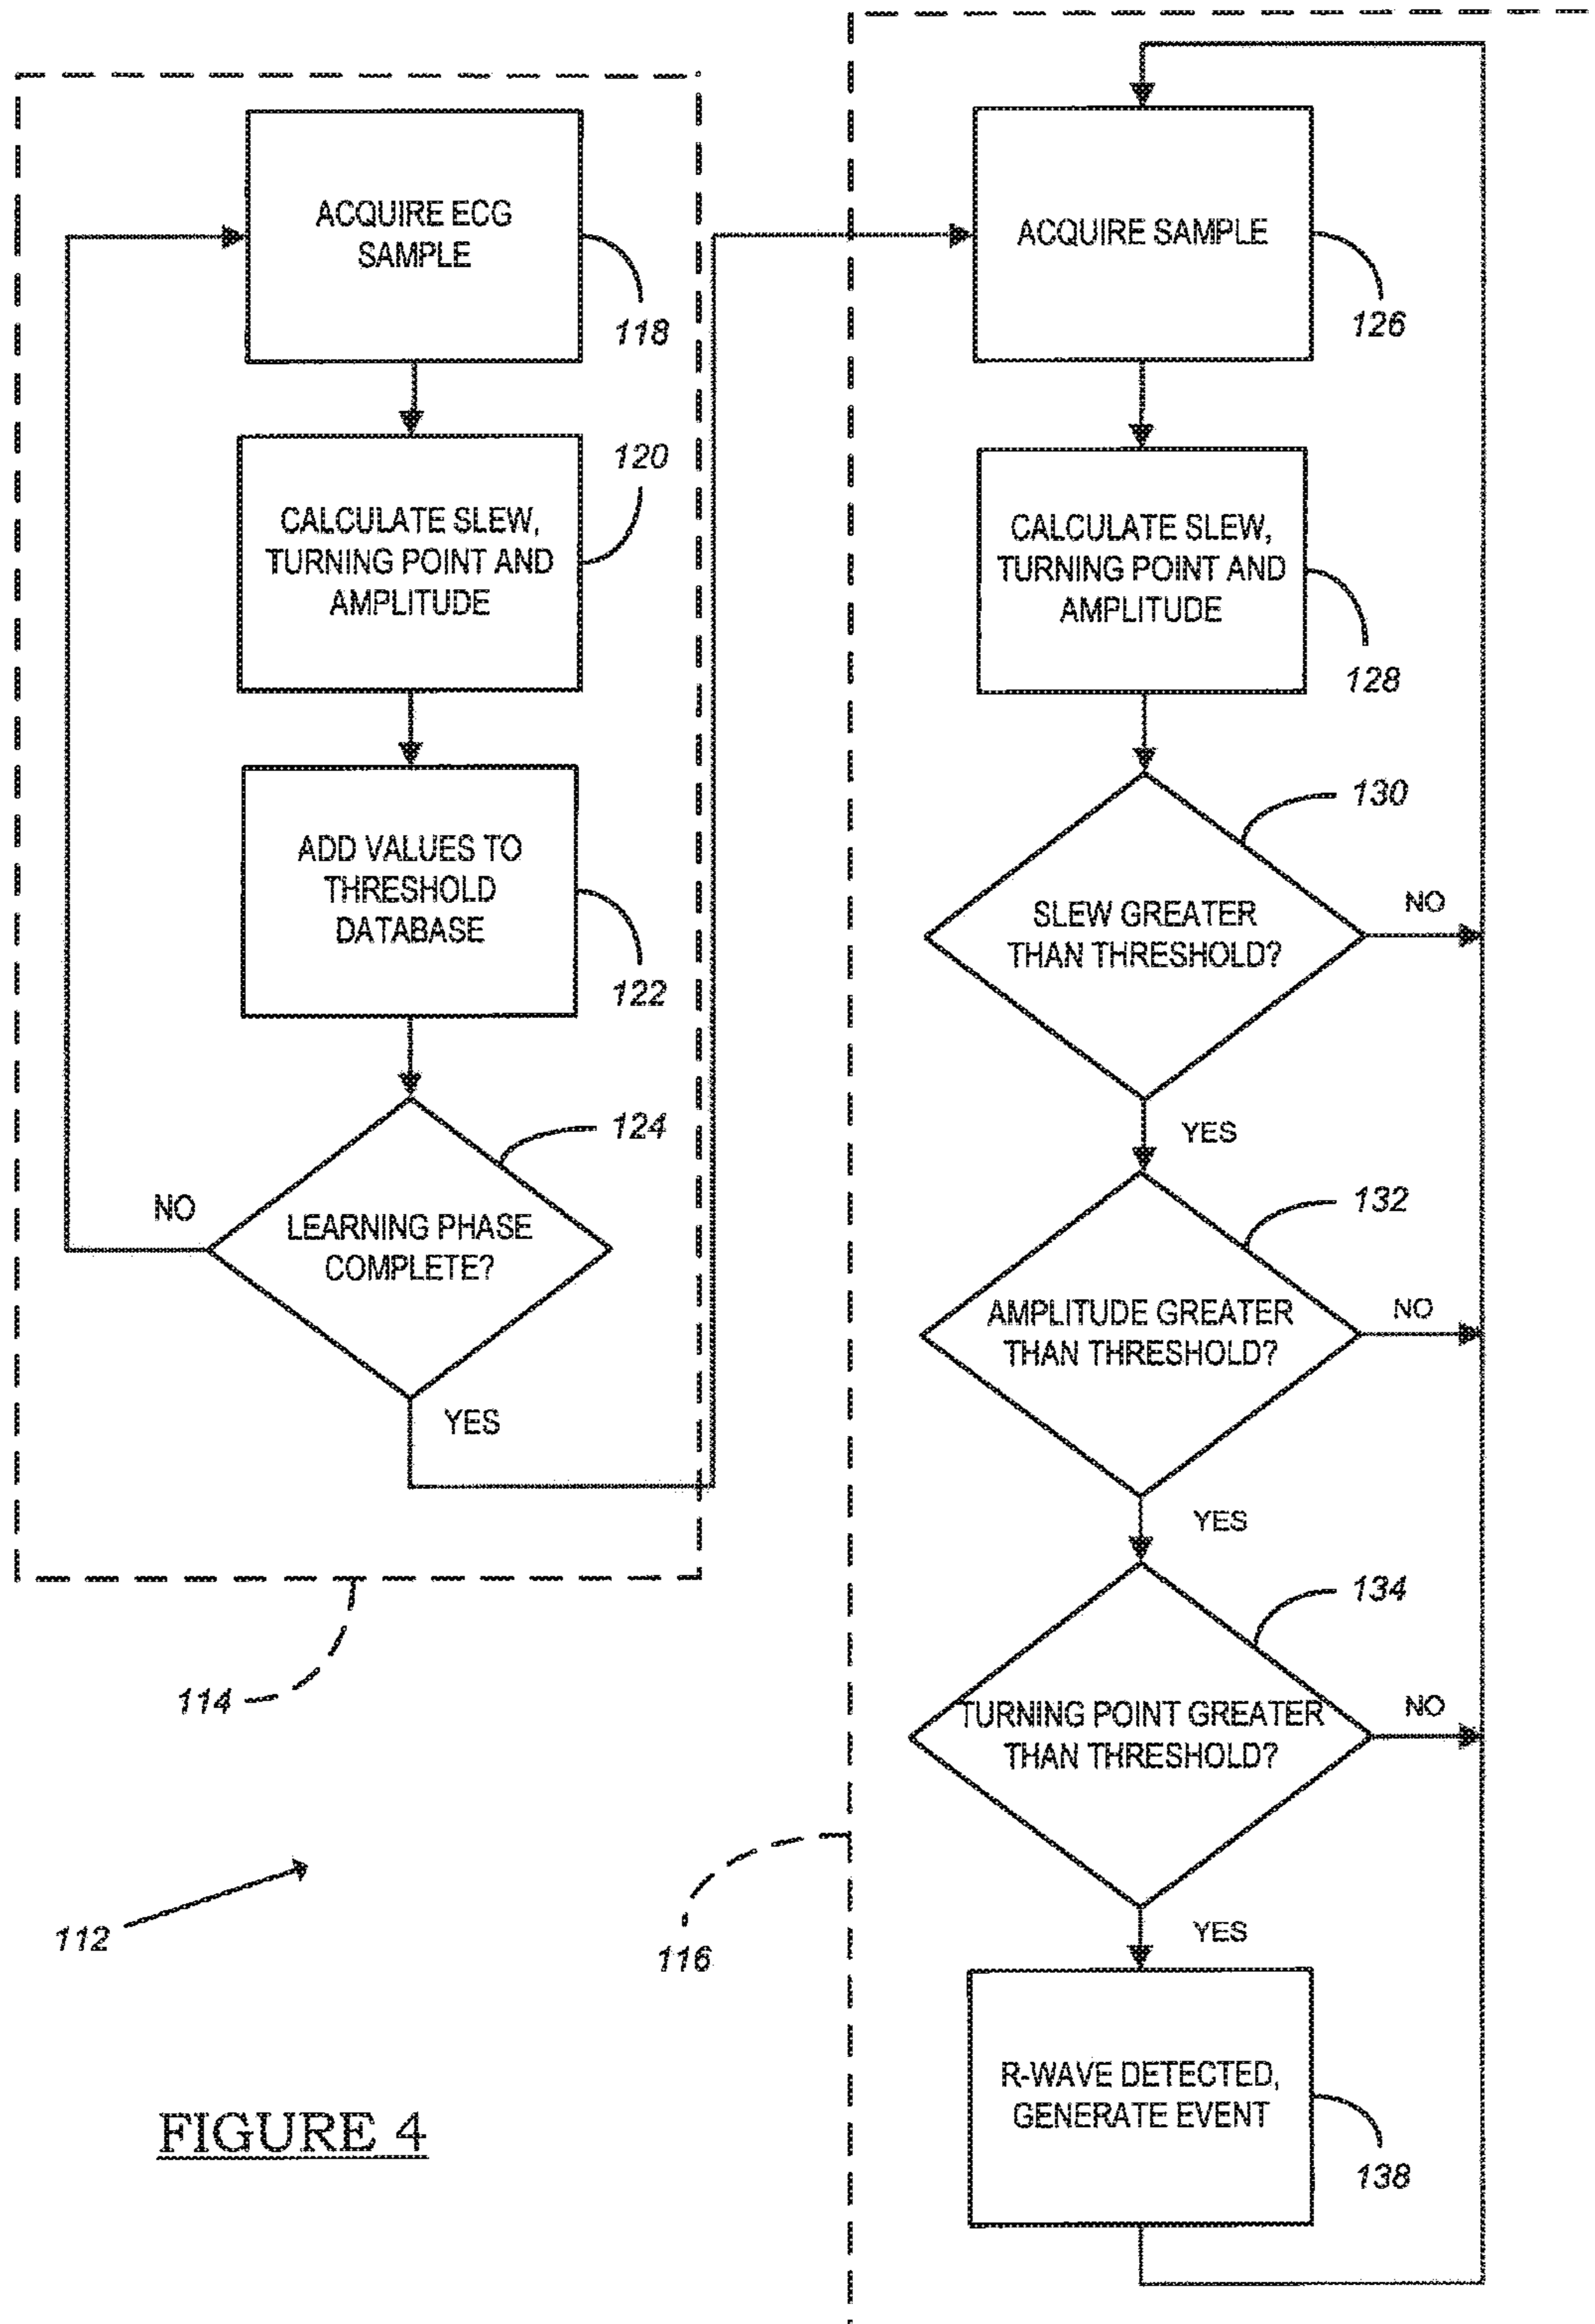 ACQUIRE ECG
SAMPLE
118
CALCULATE SLEW,
TURNING POINT AND
AMPLITUDE
120
ADD VALUES TO
THRESHOLD
DATABASE
122
LEARNING PHASE
COMPLETE?
124
NO
YES
114
112
FIGURE 4
116
ACQUIRE SAMPLE
126
CALCULATE SLEW,
TURNING POINT AND
AMPLITUDE
128
SLEW GREATER
THAN THRESHOLD?
130
NO
YES
AMPLITUDE GREATER
THAN THRESHOLD?
132
NO
YES
TURNING POINT GREATER
THAN THRESHOLD?
134
NO
YES
R-WAVE DETECTED,
GENERATE EVENT
138